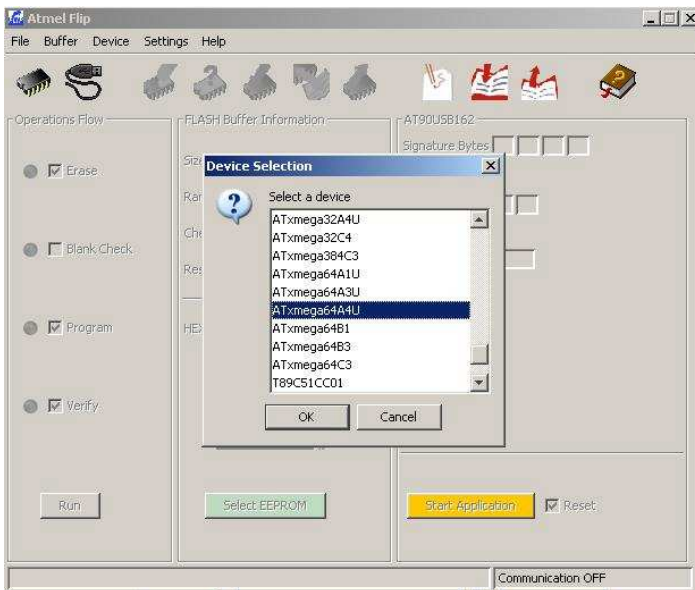 Atmel Flip
File Buffer Device Settings Help
Operations Flow
FLASH Buffer Information
AT90USB162
Signature Bytes
Erase
Blank Check
Program
Verify
Run
Select EEPROM
Start Application
Reset
Device Selection
Select a device
ATxmega32A4U
ATxmega32C4
ATxmega384C3
ATxmega64A1U
ATxmega64A3U
ATxmega64A4U
ATxmega64B1
ATxmega64B3
ATxmega64C3
T89C51CC01
OK Cancel
Communication OFF